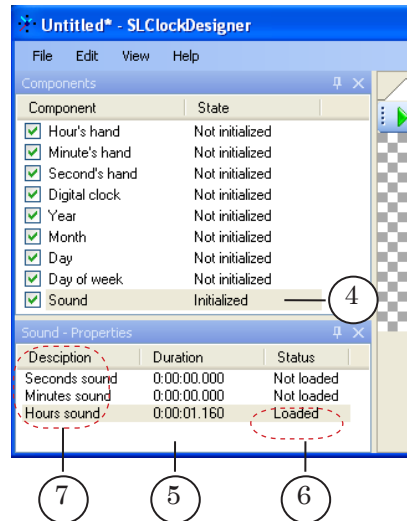 Untitled* - SLClockDesigner
File Edit View Help
Components
Component State
Hour's hand Not initialized
Minute's hand Not initialized
Second's hand Not initialized
Digital clock Not initialized
Year Not initialized
Month Not initialized
Day Not initialized
Day of week Not initialized
Sound Initialized
4
Sound - Properties
Desciption Duration Status
Seconds sound 0:00:00.000 Not loaded
Minutes sound 0:00:00.000 Not loaded
Hours sound 0:00:01.160 Loaded
7 5 6